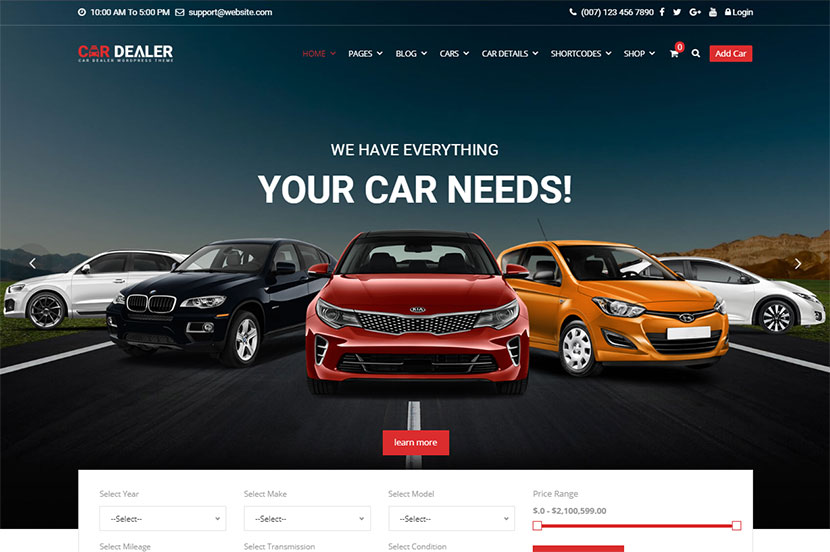 10:00 AM To 5:00 PM support@website.com (007) 123 456 7890 Login
CAR DEALER
CAR DEALER WORDPRESS THEME
HOME PAGES BLOG CARS CAR DETAILS SHORTCODES SHOP 0 Add Car
WE HAVE EVERYTHING
YOUR CAR NEEDS!
KIA
learn more
Select Year Select Make Select Model Price Range
--Select-- --Select-- --Select-- $.0 - $2,100,599.00
Select Mileage Select Transmission Select Condition